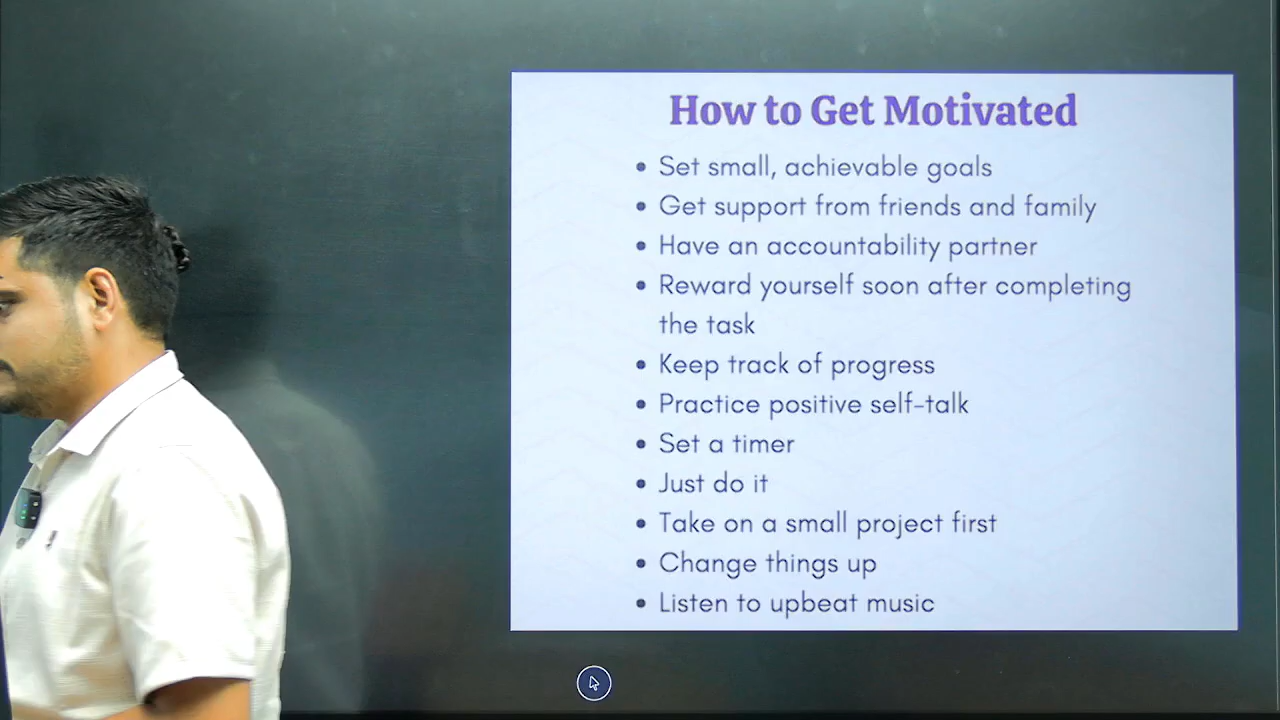 How to Get Motivated
• Set small, achievable goals
• Get support from friends and family
• Have an accountability partner
• Reward yourself soon after completing
the task
• Keep track of progress
• Practice positive self-talk
• Set a timer
• Just do it
• Take on a small project first
• Change things up
• Listen to upbeat music